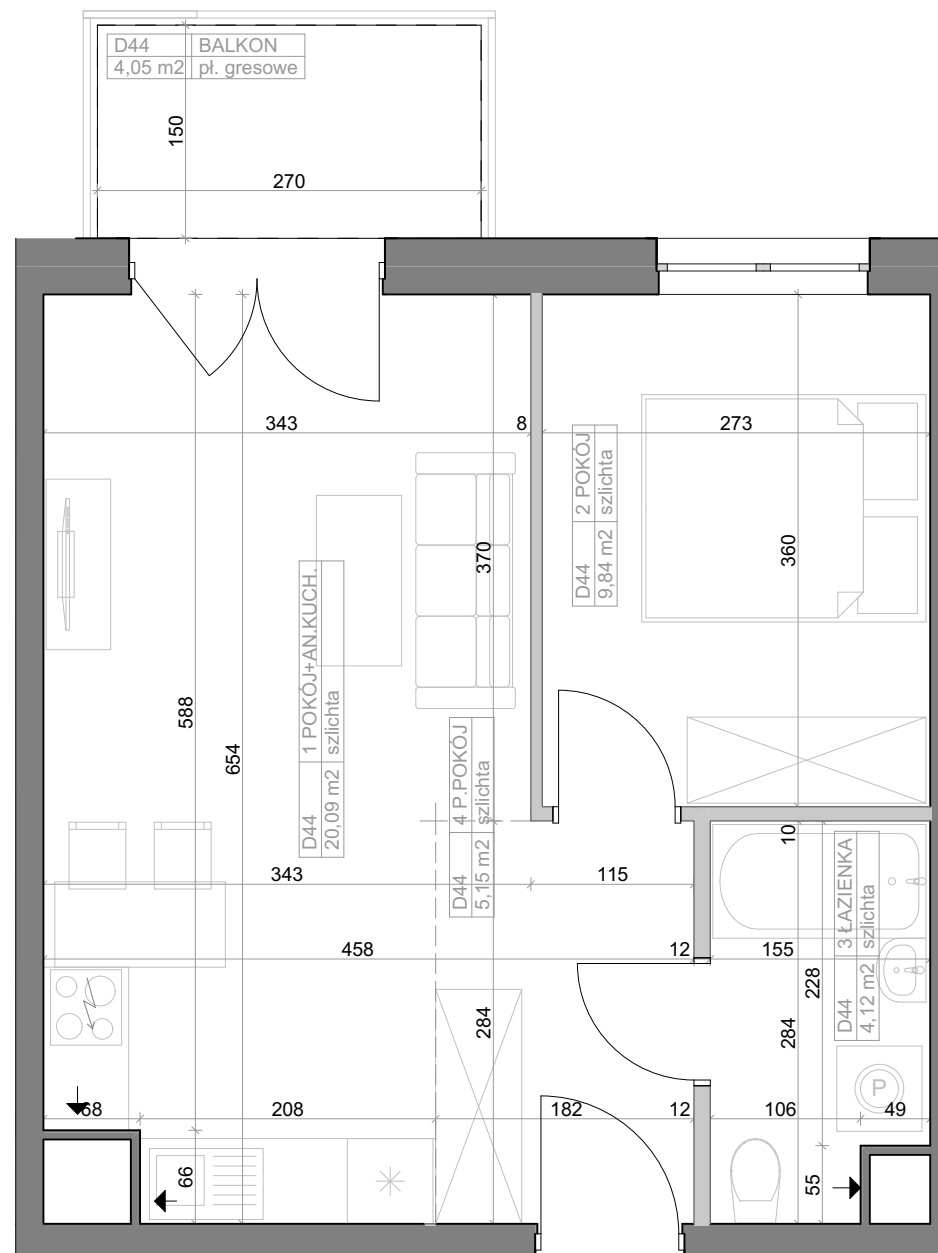 D44 BALKON
4,05 m2 pł. gresowe
150
270
343
8
273
D44 2 POKÓJ
9,84 m2 szlichta
370
360
D44 1 POKÓJ+AN.KUCH.
20,09 m2 szlichta
588
654
D44 4 P.POKÓJ
5,15 m2 szlichta
10
D44 3 ŁAZIENKA
4,12 m2 szlichta
343
115
458
12
155
228
284
284
68
208
182
12
106
49
P
66
55